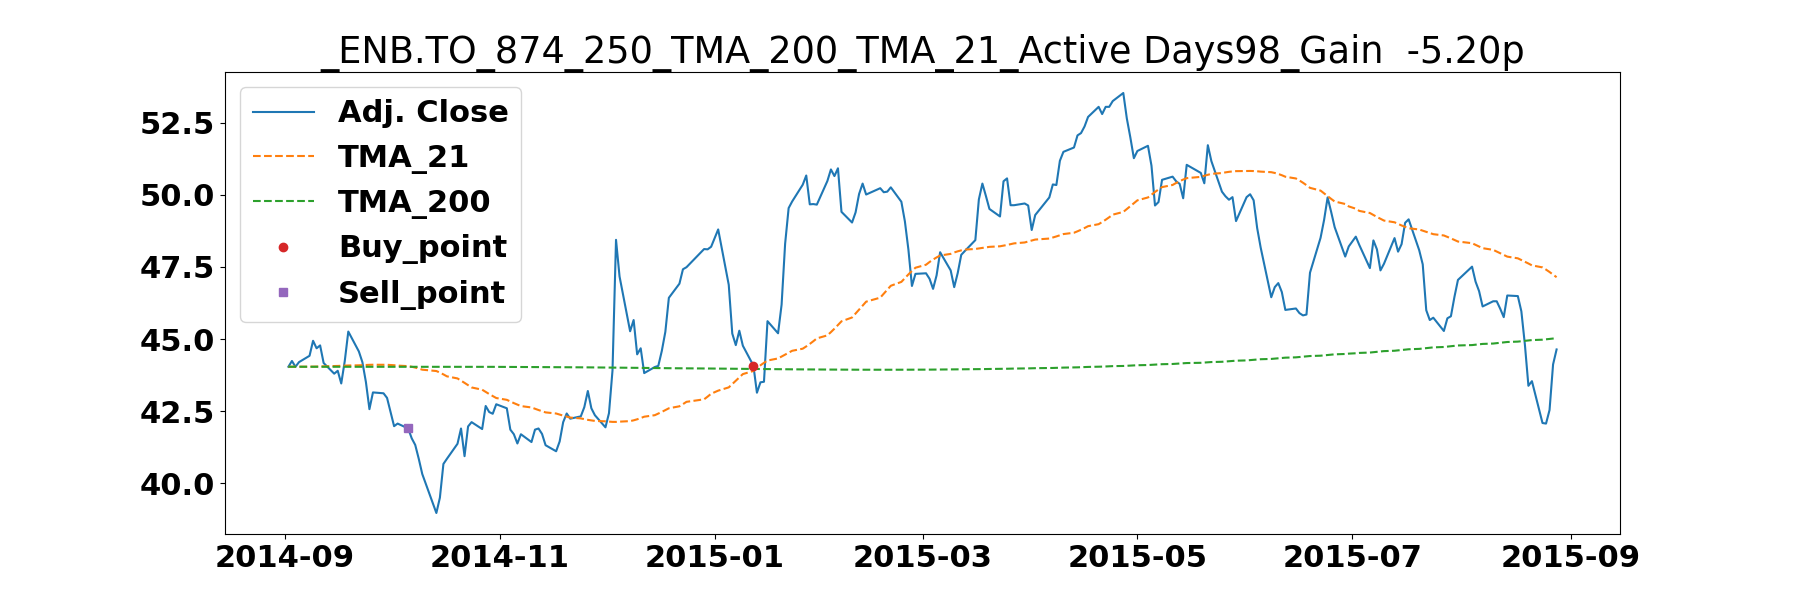 _ENB.TO_874_250_TMA_200_TMA_21_Active Days98_Gain  -5.20p
Adj. Close
TMA_21
TMA_200
Buy_point
Sell_point
52.5
50.0
47.5
45.0
42.5
40.0
2014-09 2014-11 2015-01 2015-03 2015-05 2015-07 2015-09